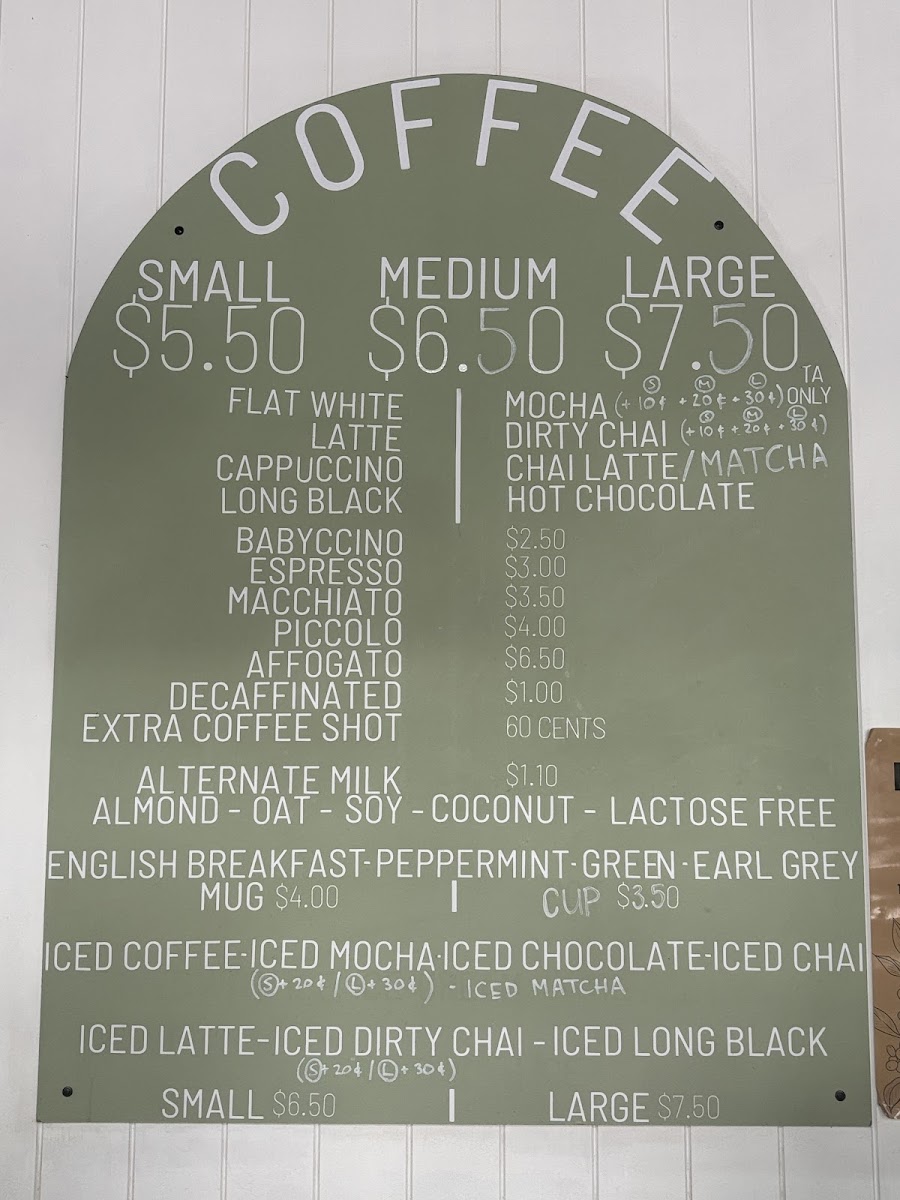 COFFEE
SMALL MEDIUM LARGE
$5.50 $6.50 $7.50
TA ONLY
FLAT WHITE
LATTE
CAPPUCCINO
LONG BLACK
MOCHA (+10¢ +20¢ +30¢)
S M L
DIRTY CHAI (+10¢ +20¢ +30¢)
S M L
CHAI LATTE/MATCHA
HOT CHOCOLATE
BABYCCINO $2.50
ESPRESSO $3.00
MACCHIATO $3.50
PICCOLO $4.00
AFFOGATO $6.50
DECAFFINATED $1.00
EXTRA COFFEE SHOT 60 CENTS
ALTERNATE MILK $1.10
ALMOND - OAT - SOY - COCONUT - LACTOSE FREE
ENGLISH BREAKFAST-PEPPERMINT-GREEN-EARL GREY
MUG $4.00 | CUP $3.50
ICED COFFEE-ICED MOCHA-ICED CHOCOLATE-ICED CHAI
(S+20¢ / L+30¢) - ICED MATCHA
ICED LATTE-ICED DIRTY CHAI -ICED LONG BLACK
(S+20¢ / L+30¢)
SMALL $6.50 | LARGE $7.50